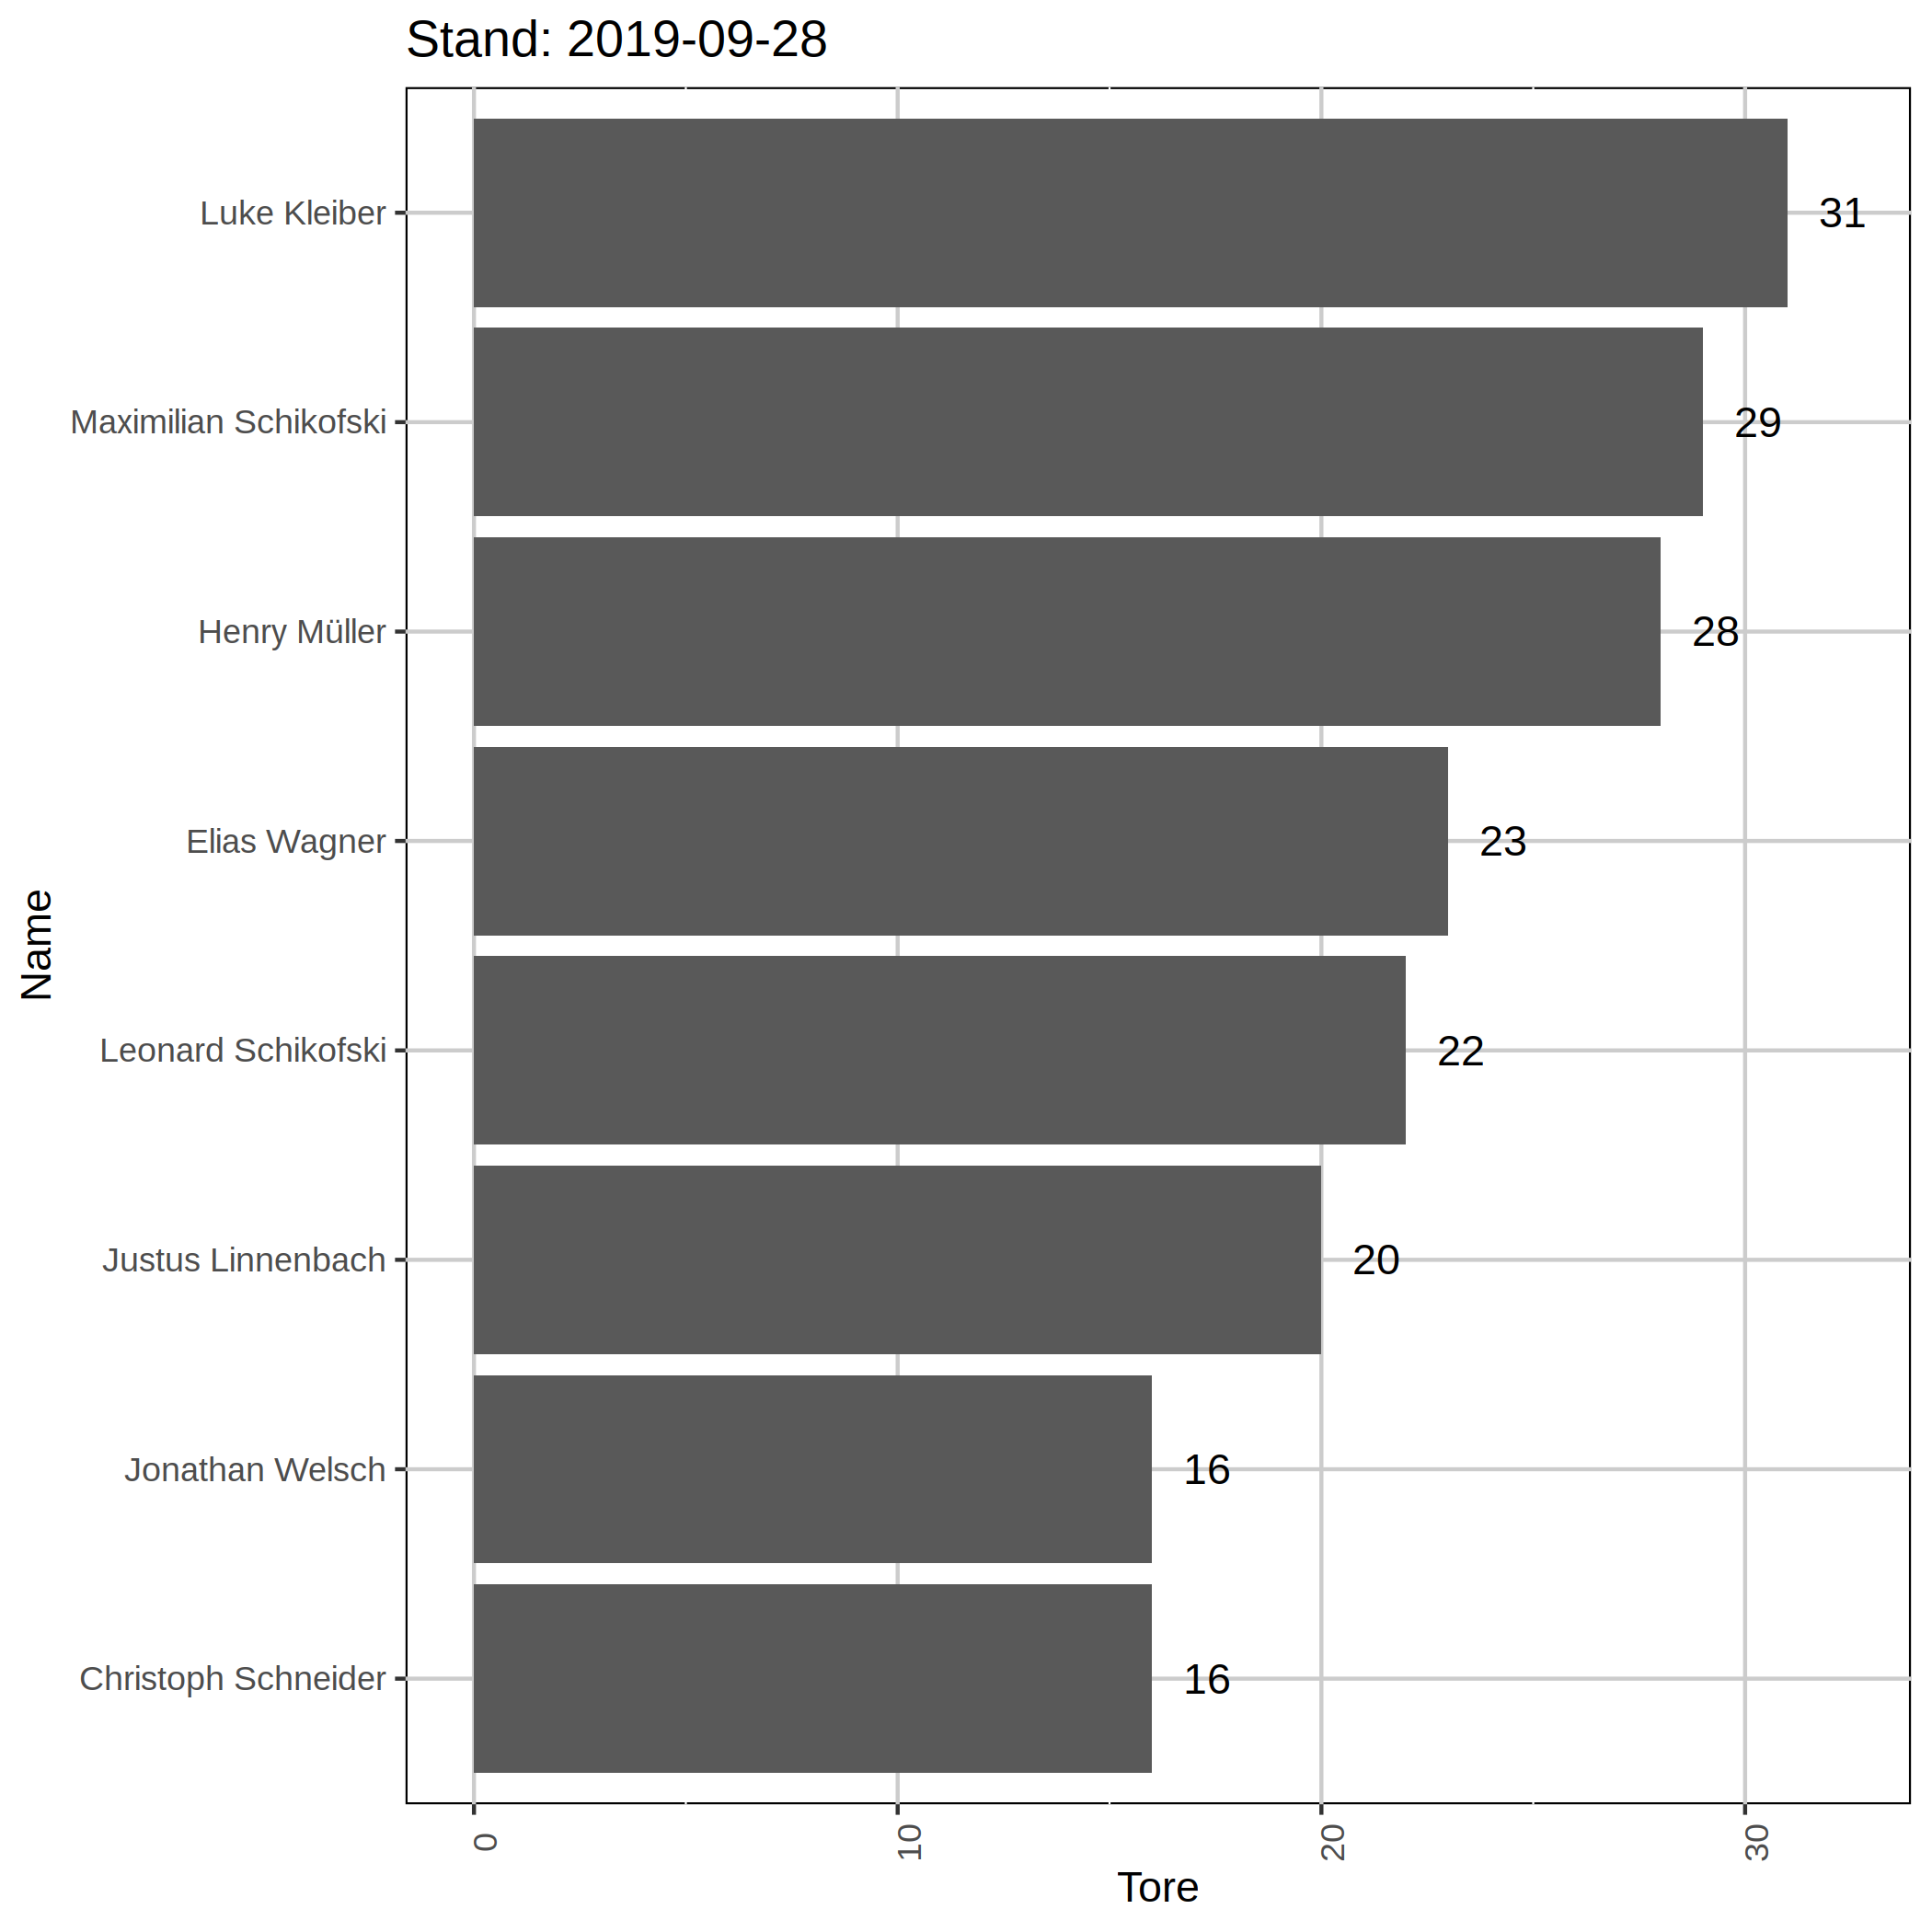 Stand: 2019-09-28
Luke Kleiber 31
Maximilian Schikofski 29
Henry Müller 28
Elias Wagner 23
Leonard Schikofski 22
Justus Linnenbach 20
Jonathan Welsch 16
Christoph Schneider 16
Name
0 10 20 30
Tore